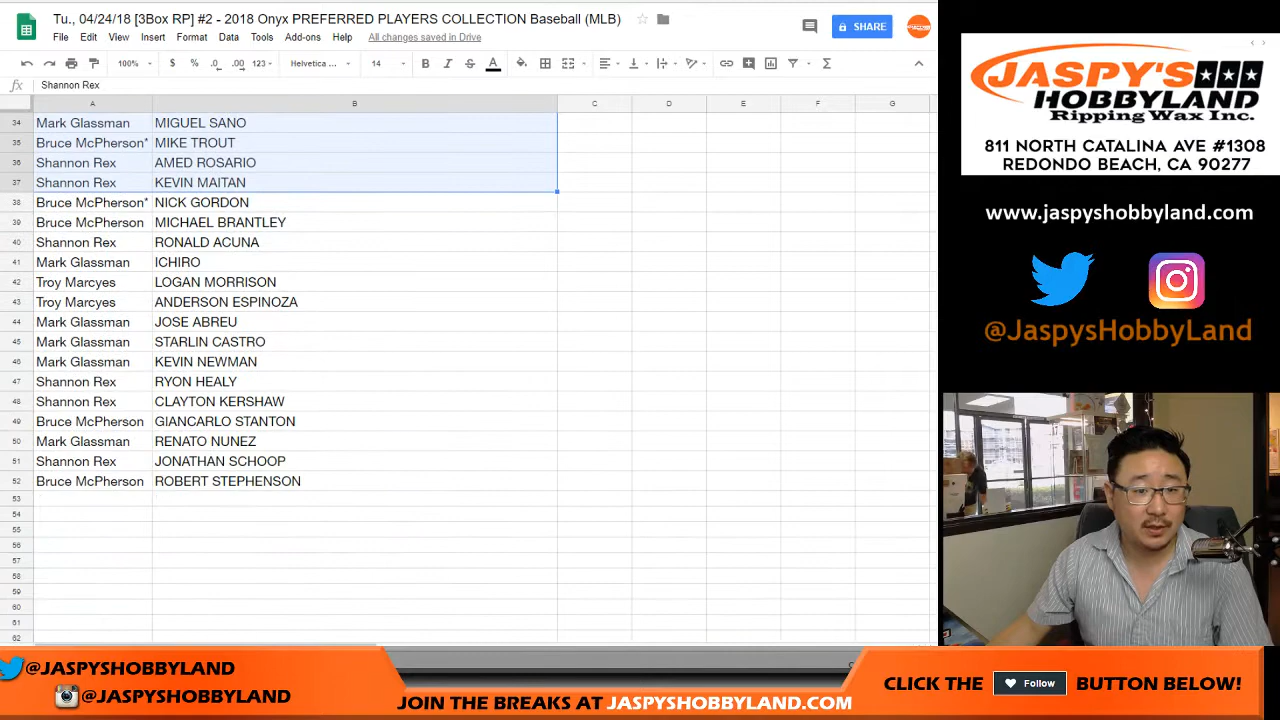 Tu., 04/24/18 [3Box RP] #2 - 2018 Onyx PREFERRED PLAYERS COLLECTION Baseball (MLB)
SHARE
File Edit View Insert Format Data Tools Add-ons Help All changes saved in Drive
100% $ % .0 .00 123 Helvetica ... 14 B I S A
fx Shannon Rex
A B C D E F G
34 Mark Glassman MIGUEL SANO
35 Bruce McPherson* MIKE TROUT
36 Shannon Rex AMED ROSARIO
37 Shannon Rex KEVIN MAITAN
38 Bruce McPherson* NICK GORDON
39 Bruce McPherson MICHAEL BRANTLEY
40 Shannon Rex RONALD ACUNA
41 Mark Glassman ICHIRO
42 Troy Marcyes LOGAN MORRISON
43 Troy Marcyes ANDERSON ESPINOZA
44 Mark Glassman JOSE ABREU
45 Mark Glassman STARLIN CASTRO
46 Mark Glassman KEVIN NEWMAN
47 Shannon Rex RYON HEALY
48 Shannon Rex CLAYTON KERSHAW
49 Bruce McPherson GIANCARLO STANTON
50 Mark Glassman RENATO NUNEZ
51 Shannon Rex JONATHAN SCHOOP
52 Bruce McPherson ROBERT STEPHENSON
53
54
55
56
57
58
59
60
61
62
JASPY'S
HOBBYLAND
Ripping Wax Inc.
811 NORTH CATALINA AVE #1308
REDONDO BEACH, CA 90277
www.jaspyshobbyland.com
@JaspysHobbyLand
@JASPYSHOBBYLAND
@JASPYSHOBBYLAND
JOIN THE BREAKS AT JASPYSHOBBYLAND.COM
CLICK THE Follow BUTTON BELOW!